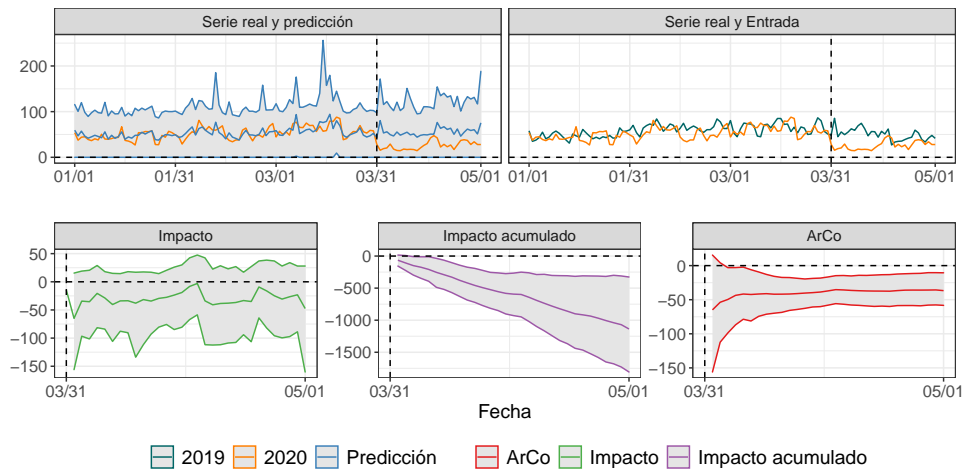 Serie real y predicción
Serie real y Entrada
200
100
0
01/01 01/31 03/01 03/31 05/01
01/01 01/31 03/01 03/31 05/01
Impacto
Impacto acumulado
ArCo
50
0
−50
−100
−150
03/31 05/01
0
−500
−1000
−1500
03/31 05/01
0
−50
−100
−150
03/31 05/01
Fecha
2019 2020 Predicción ArCo Impacto Impacto acumulado